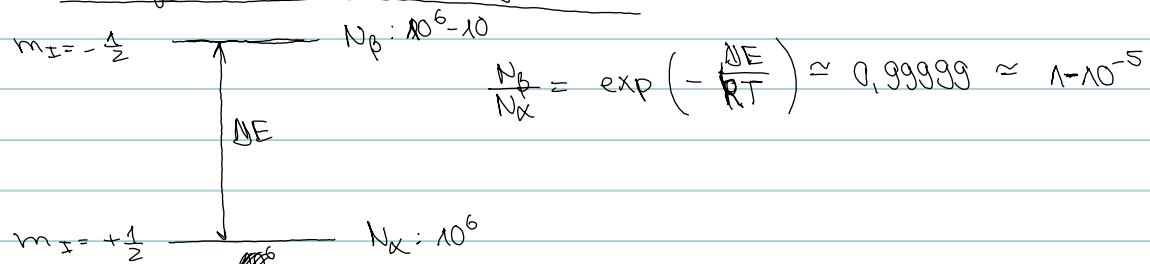 m_I = -1/2 N_β : 10^6-10
N_β/N_α = exp(-ΔE/RT) ≃ 0,99999 ≃ 1-10^-5
ΔE
m_I = +1/2 N_α : 10^6